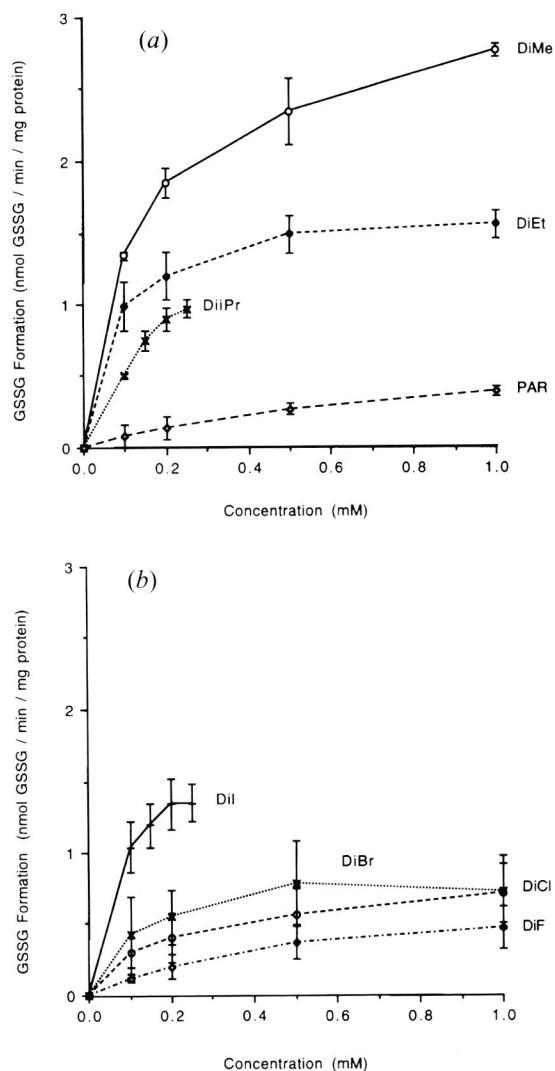 (a)
3
2
1
0
GSSG Formation (nmol GSSG / min / mg protein)
DiMe
DiEt
DiiPr
PAR
0.0 0.2 0.4 0.6 0.8 1.0
Concentration (mM)
(b)
3
2
1
0
GSSG Formation (nmol GSSG / min / mg protein)
DiI
DiBr
DiCl
DiF
0.0 0.2 0.4 0.6 0.8 1.0
Concentration (mM)